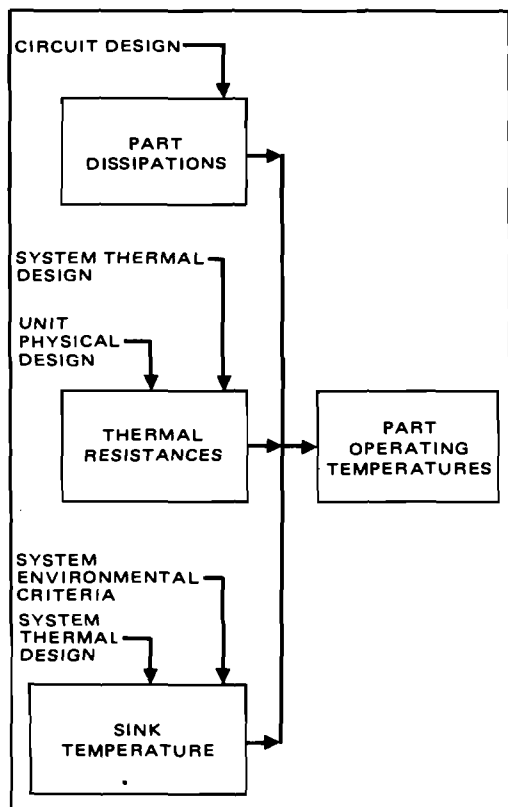 CIRCUIT DESIGN
PART
DISSIPATIONS
SYSTEM THERMAL
DESIGN
UNIT
PHYSICAL
DESIGN
THERMAL
RESISTANCES
PART
OPERATING
TEMPERATURES
SYSTEM
ENVIRONMENTAL
CRITERIA
SYSTEM
THERMAL
DESIGN
SINK
TEMPERATURE